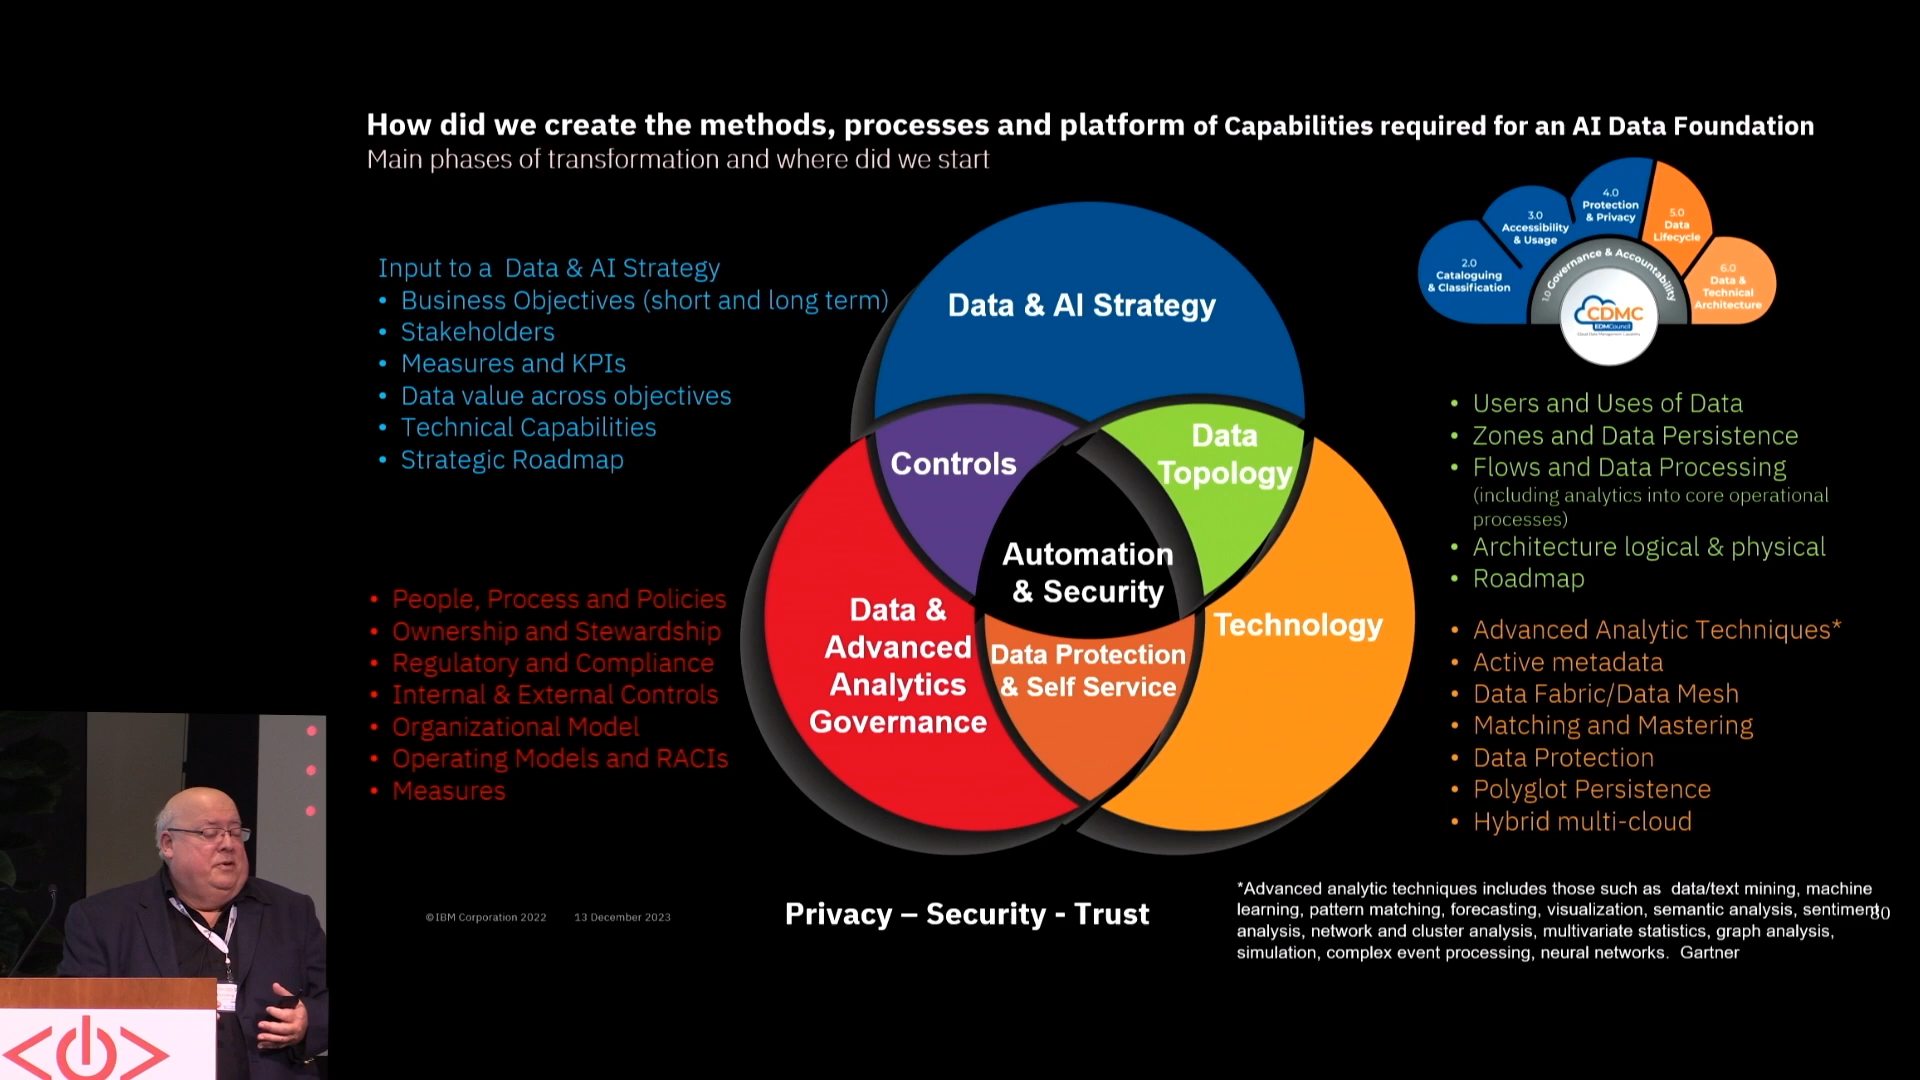 How did we create the methods, processes and platform of Capabilities required for an AI Data Foundation
Main phases of transformation and where did we start
Input to a Data & AI Strategy
• Business Objectives (short and long term)
• Stakeholders
• Measures and KPIs
• Data value across objectives
• Technical Capabilities
• Strategic Roadmap
• People, Process and Policies
• Ownership and Stewardship
• Regulatory and Compliance
• Internal & External Controls
• Organizational Model
• Operating Models and RACIs
• Measures
Data & AI Strategy
Controls
Data
Topology
Automation
& Security
Data &
Advanced
Analytics
Governance
Data Protection
& Self Service
Technology
2.0
Cataloguing
& Classification
3.0
Accessibility
& Usage
4.0
Protection
& Privacy
5.0
Data
Lifecycle
6.0
Data &
Technical
Architecture
1.0 Governance & Accountability
CDMC
EDMCouncil
• Users and Uses of Data
• Zones and Data Persistence
• Flows and Data Processing
(including analytics into core operational
processes)
• Architecture logical & physical
• Roadmap
• Advanced Analytic Techniques*
• Active metadata
• Data Fabric/Data Mesh
• Matching and Mastering
• Data Protection
• Polyglot Persistence
• Hybrid multi-cloud
©IBM Corporation 2022 13 December 2023
Privacy – Security - Trust
*Advanced analytic techniques includes those such as data/text mining, machine
learning, pattern matching, forecasting, visualization, semantic analysis, sentiment
analysis, network and cluster analysis, multivariate statistics, graph analysis,
simulation, complex event processing, neural networks. Gartner